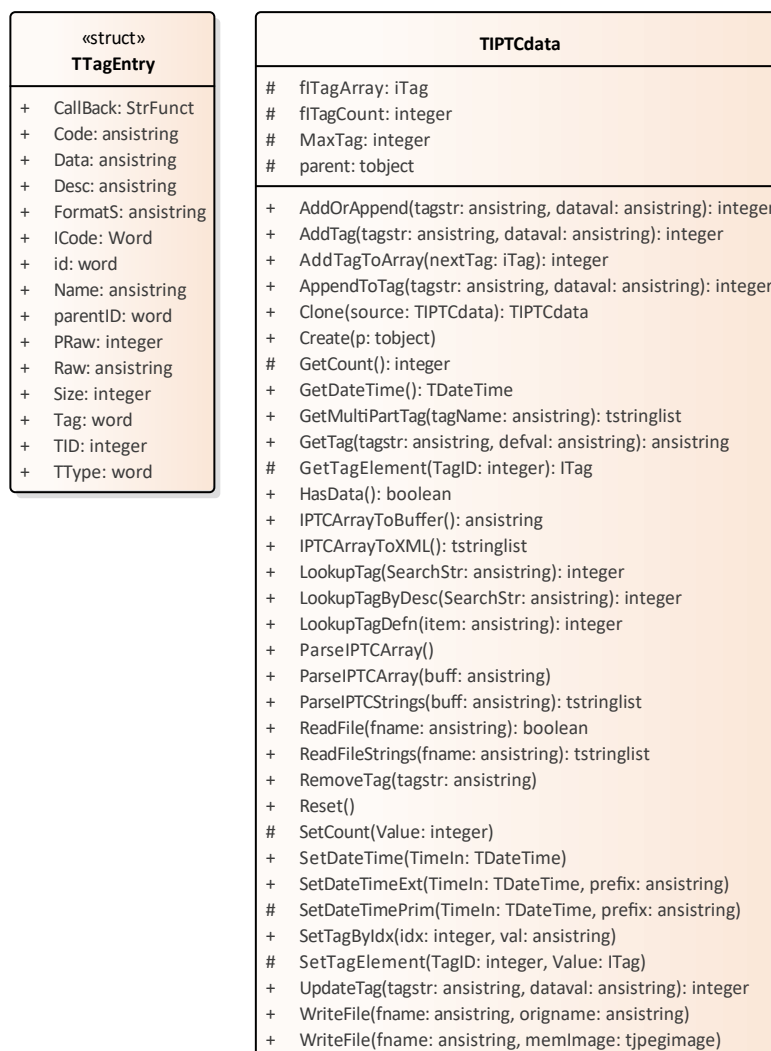 «struct»
TTagEntry
+ CallBack: StrFunct
+ Code: ansistring
+ Data: ansistring
+ Desc: ansistring
+ FormatS: ansistring
+ ICode: Word
+ id: word
+ Name: ansistring
+ parentID: word
+ PRaw: integer
+ Raw: ansistring
+ Size: integer
+ Tag: word
+ TID: integer
+ TType: word
TIPTCdata
# fITagArray: iTag
# fITagCount: integer
# MaxTag: integer
# parent: tobject
+ AddOrAppend(tagstr: ansistring, dataval: ansistring): integer
+ AddTag(tagstr: ansistring, dataval: ansistring): integer
+ AddTagToArray(nextTag: iTag): integer
+ AppendToTag(tagstr: ansistring, dataval: ansistring): integer
+ Clone(source: TIPTCdata): TIPTCdata
+ Create(p: tobject)
# GetCount(): integer
+ GetDateTime(): TDateTime
+ GetMultiPartTag(tagName: ansistring): tstringlist
+ GetTag(tagstr: ansistring, defval: ansistring): ansistring
# GetTagElement(TagID: integer): ITag
+ HasData(): boolean
+ IPTCArrayToBuffer(): ansistring
+ IPTCArrayToXML(): tstringlist
+ LookupTag(SearchStr: ansistring): integer
+ LookupTagByDesc(SearchStr: ansistring): integer
+ LookupTagDefn(item: ansistring): integer
+ ParseIPTCArray()
+ ParseIPTCArray(buff: ansistring)
+ ParseIPTCStrings(buff: ansistring): tstringlist
+ ReadFile(fname: ansistring): boolean
+ ReadFileStrings(fname: ansistring): tstringlist
+ RemoveTag(tagstr: ansistring)
+ Reset()
# SetCount(Value: integer)
+ SetDateTime(TimeIn: TDateTime)
+ SetDateTimeExt(TimeIn: TDateTime, prefix: ansistring)
# SetDateTimePrim(TimeIn: TDateTime, prefix: ansistring)
+ SetTagByIdx(idx: integer, val: ansistring)
# SetTagElement(TagID: integer, Value: ITag)
+ UpdateTag(tagstr: ansistring, dataval: ansistring): integer
+ WriteFile(fname: ansistring, origname: ansistring)
+ WriteFile(fname: ansistring, memImage: tjpegimage)